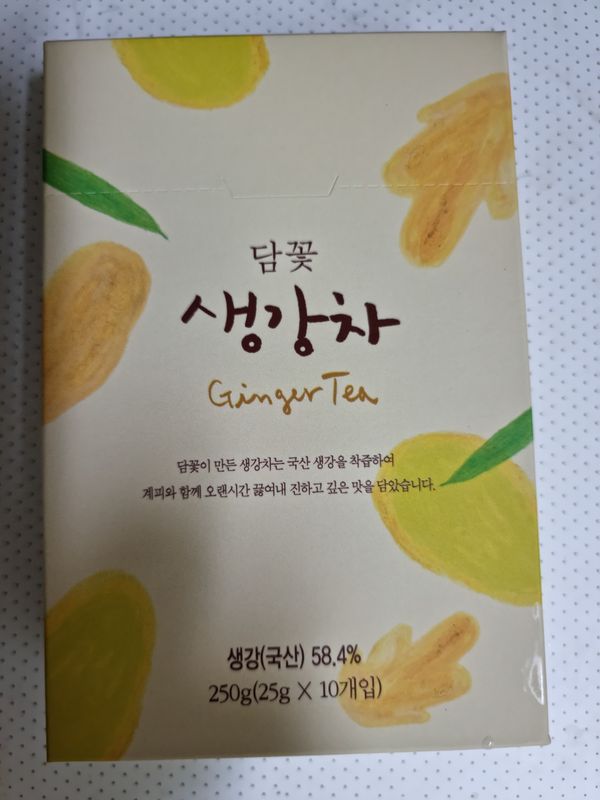 담꽃
생강차
Ginger Tea
담꽃이 만든 생강차는 국산 생강을 착즙하여
계피와 함께 오랜시간 끓여내 진하고 깊은 맛을 담았습니다.
생강(국산) 58.4%
250g(25g X 10개입)